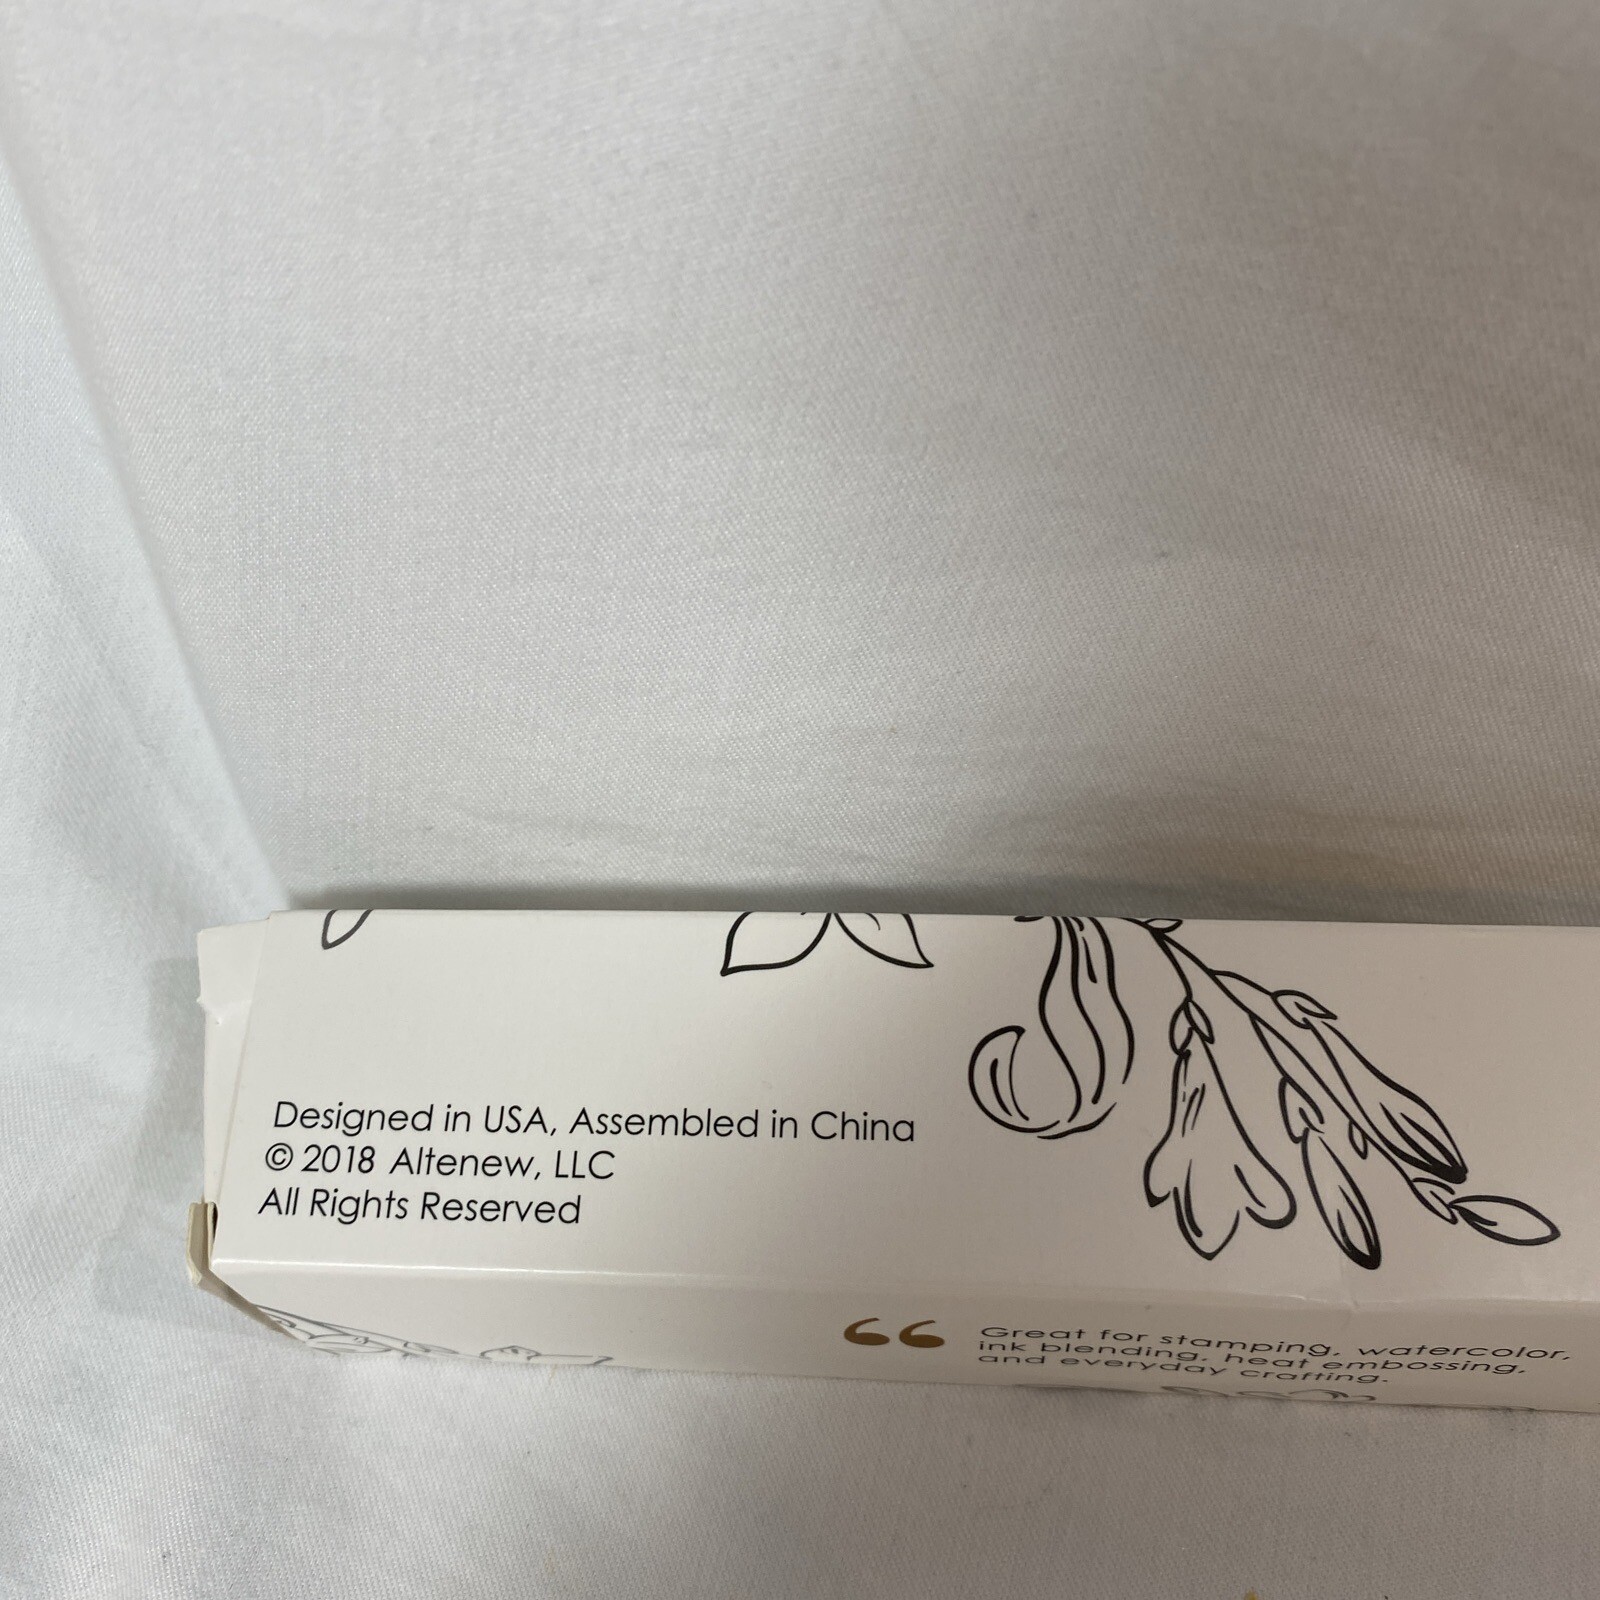 Designed in USA, Assembled in China
© 2018 Altenew, LLC
All Rights Reserved
“ Great for stamping, watercolor,
ink blending, heat embossing,
and everyday crafting.